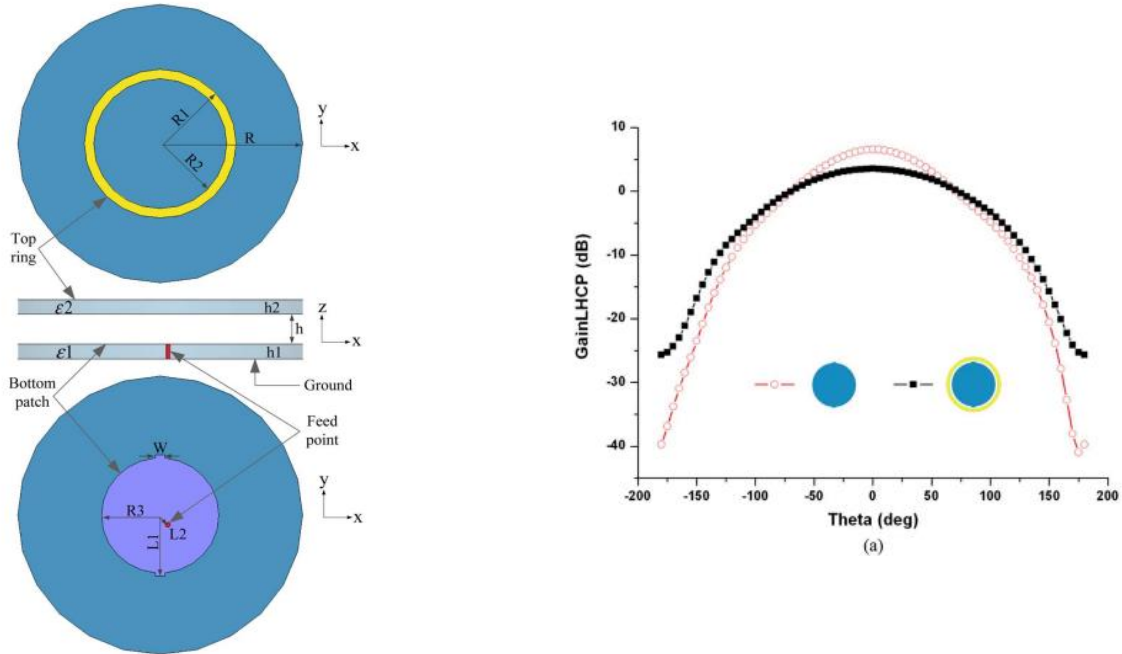 R1
R
R2
y
x
Top
ring
ε2
h2
h
z
x
ε1
h1
Bottom
patch
Ground
Feed
point
W
R3
L2
L1
y
x
10
0
-10
-20
-30
-40
GainLHCP (dB)
-200 -150 -100 -50 0 50 100 150 200
Theta (deg)
(a)